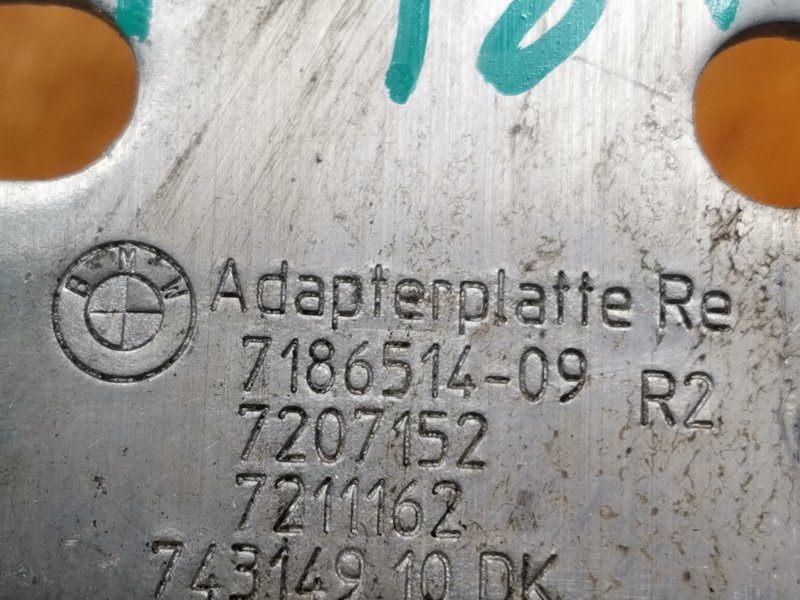 BMW
Adapterplatte Re
7186514-09
R2
7207152
7211162
743149 10 DK